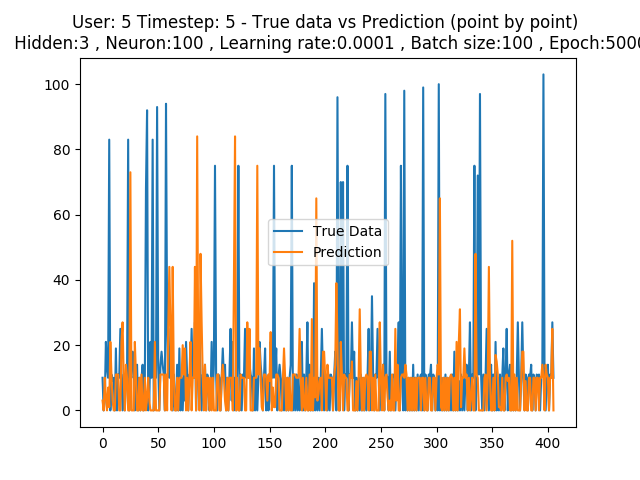 User: 5 Timestep: 5 - True data vs Prediction (point by point)
Hidden:3 , Neuron:100 , Learning rate:0.0001 , Batch size:100 , Epoch:5000
100
80
60
40
20
0
True Data
Prediction
0 50 100 150 200 250 300 350 400